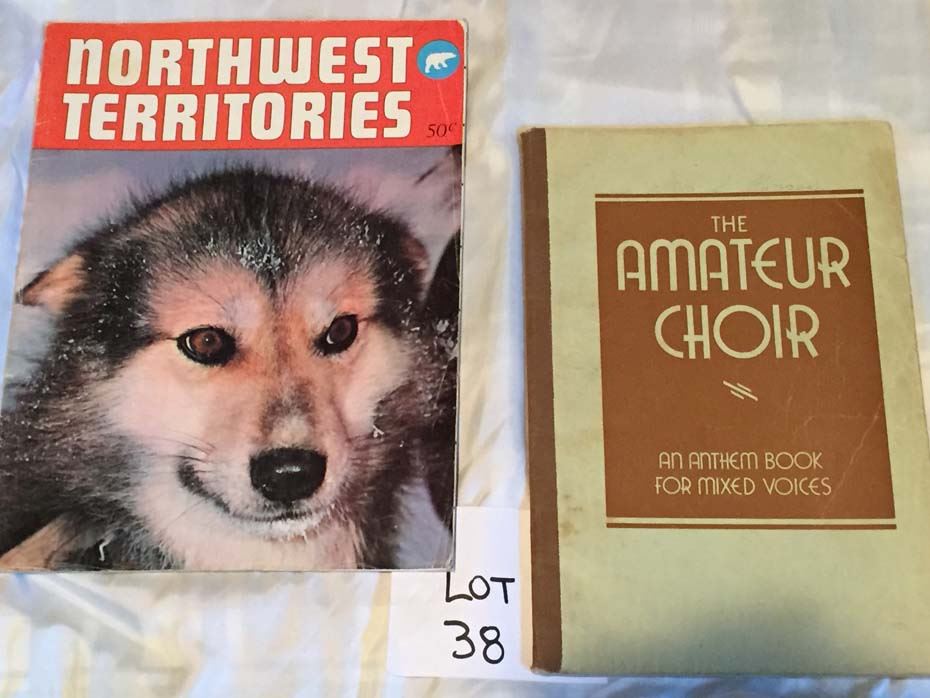 NORTHWEST
TERRITORIES
50¢
THE
AMATEUR
CHOIR
AN ANTHEM BOOK
FOR MIXED VOICES
LOT
38